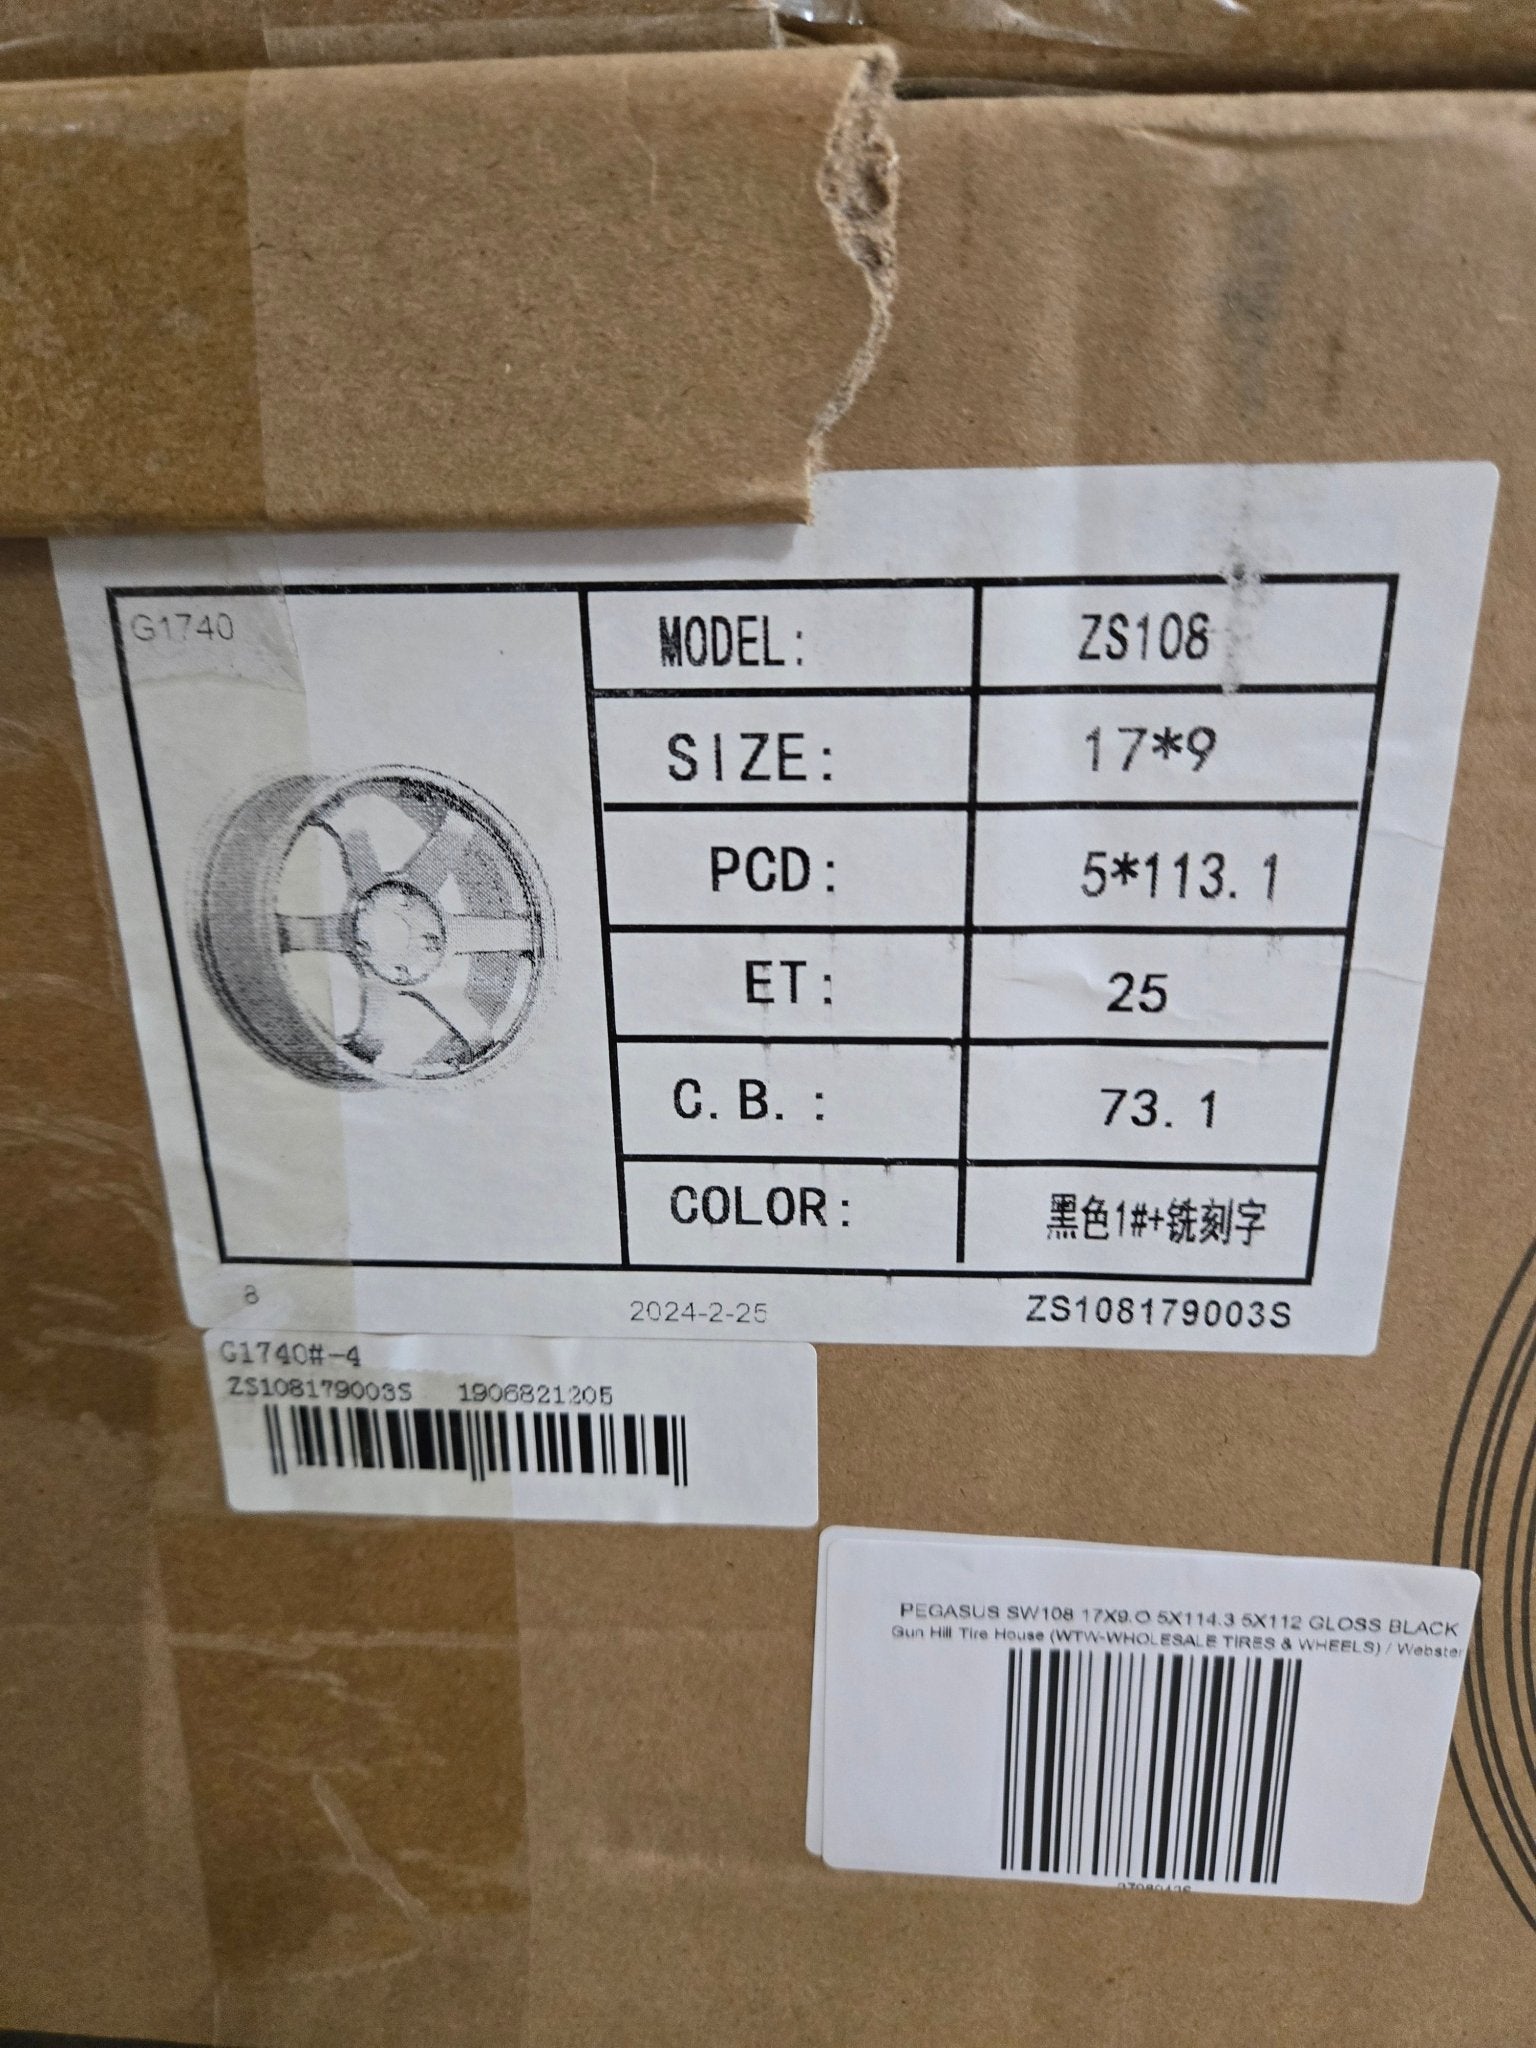 G1740
MODEL: ZS108
SIZE: 17*9
PCD: 5*113.1
ET: 25
C.B.: 73.1
COLOR: 黑色1#+铣刻字
8 2024-2-25 ZS108179003S
G1740#-4
ZS108179003S 1906821205
PEGASUS SW108 17X9.0 5X114.3 5X112 GLOSS BLACK
Gun Hill Tire House (WTW-WHOLESALE TIRES & WHEELS) / Webster